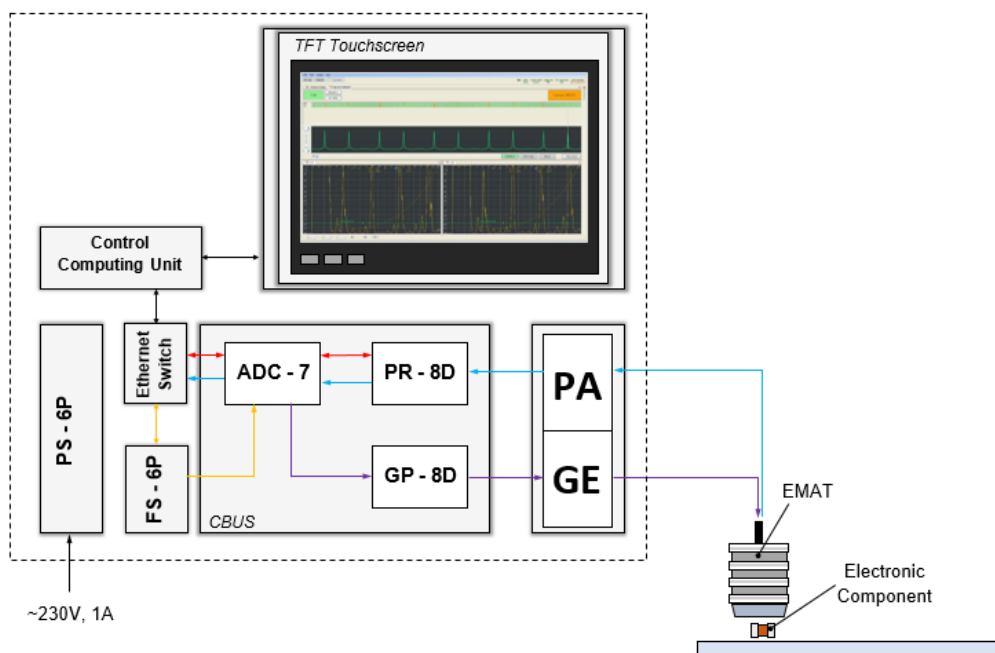 TFT Touchscreen
Control
Computing Unit
PS - 6P
Ethernet
Switch
FS - 6P
ADC - 7
PR - 8D
GP - 8D
CBUS
PA
GE
EMAT
Electronic
Component
~230V, 1A